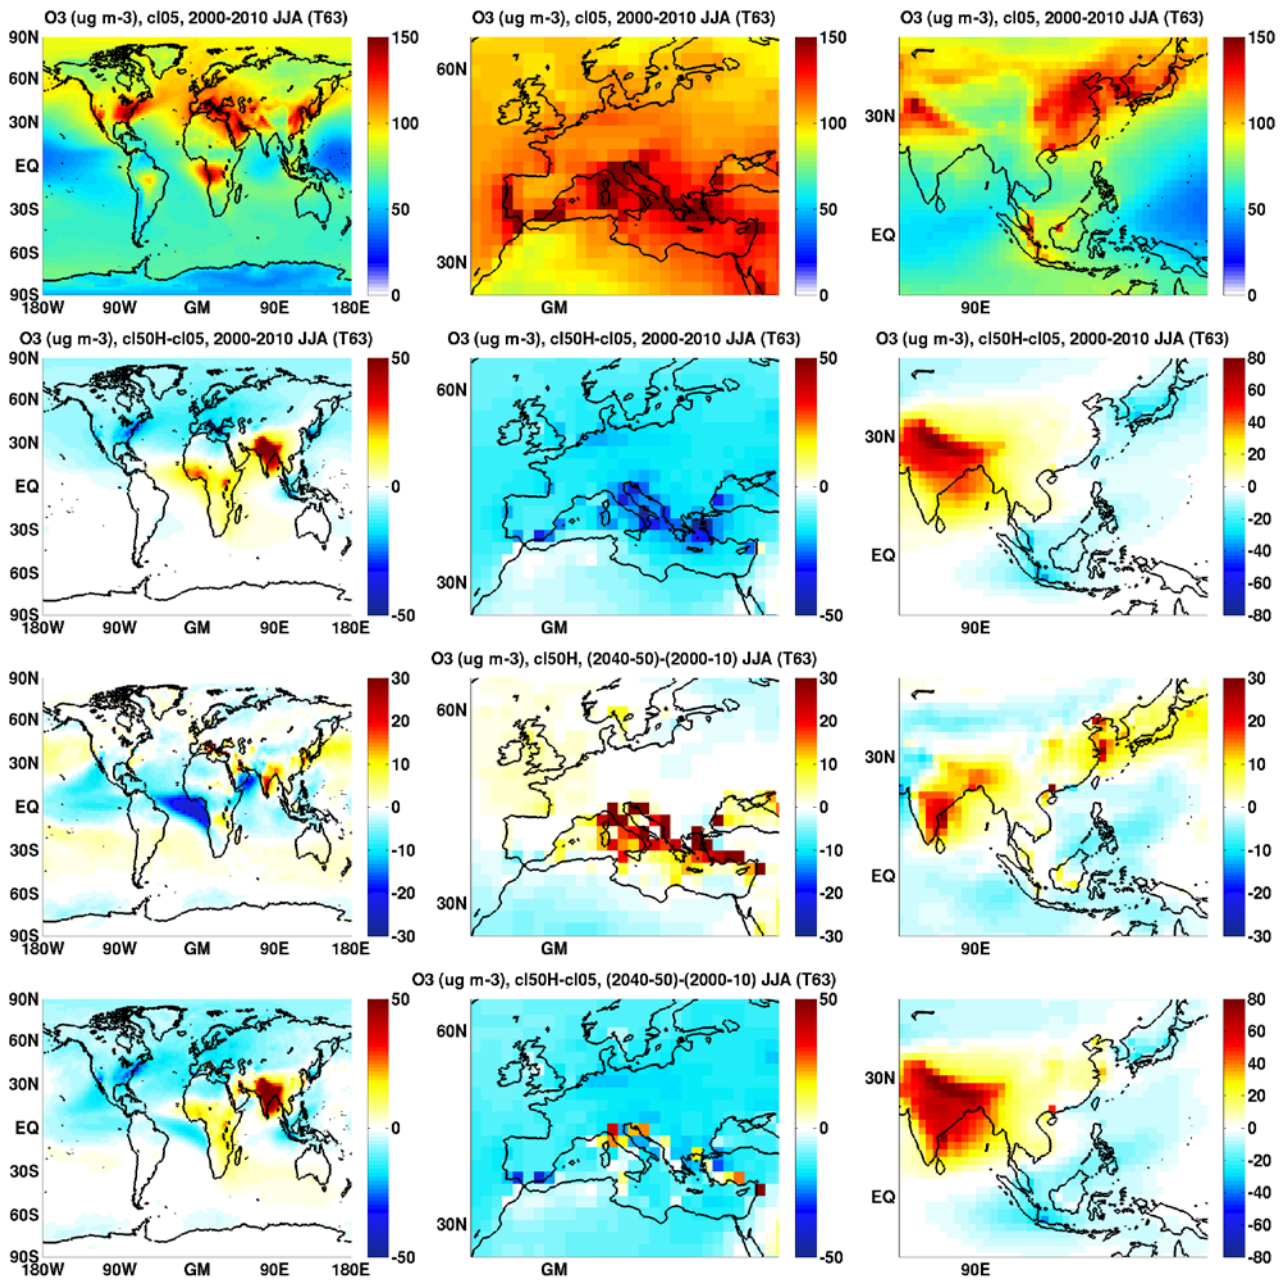 O3 (ug m-3), cl05, 2000-2010 JJA (T63)
O3 (ug m-3), cl05, 2000-2010 JJA (T63)
O3 (ug m-3), cl05, 2000-2010 JJA (T63)
90N
60N
30N
EQ
30S
60S
90S
180W 90W GM 90E 180E
150
100
50
0
60N
30N
GM
150
100
50
0
30N
EQ
90E
150
100
50
0
O3 (ug m-3), cl50H-cl05, 2000-2010 JJA (T63)
O3 (ug m-3), cl50H-cl05, 2000-2010 JJA (T63)
O3 (ug m-3), cl50H-cl05, 2000-2010 JJA (T63)
90N
60N
30N
EQ
30S
60S
90S
180W 90W GM 90E 180E
50
0
-50
60N
30N
GM
50
0
-50
30N
EQ
90E
80
60
40
20
0
-20
-40
-60
-80
O3 (ug m-3), cl50H, (2040-50)-(2000-10) JJA (T63)
90N
60N
30N
EQ
30S
60S
90S
180W 90W GM 90E 180E
30
20
10
0
-10
-20
-30
60N
30N
GM
30
20
10
0
-10
-20
-30
30N
EQ
90E
30
20
10
0
-10
-20
-30
O3 (ug m-3), cl50H-cl05, (2040-50)-(2000-10) JJA (T63)
90N
60N
30N
EQ
30S
60S
90S
180W 90W GM 90E 180E
50
0
-50
60N
30N
GM
50
0
-50
30N
EQ
90E
80
60
40
20
0
-20
-40
-60
-80